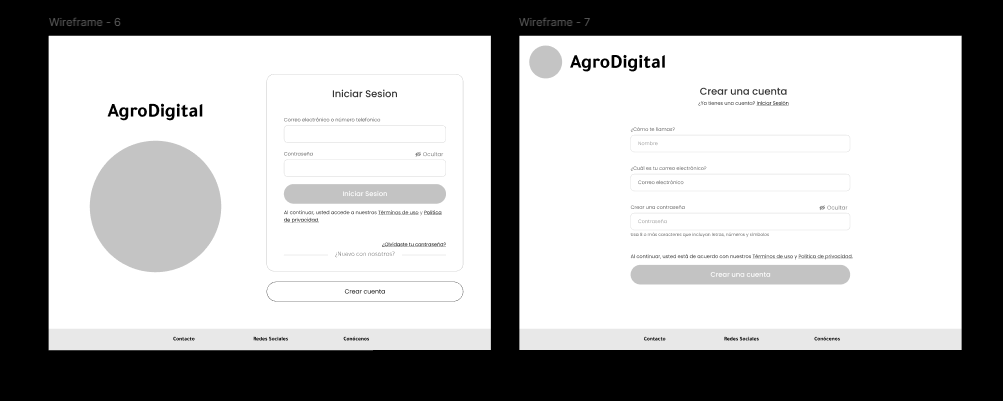 Wireframe - 6
AgroDigital
Iniciar Sesion
Correo electrónico o número telefonico
Contraseña
Ocultar
Iniciar Sesion
Al continuar, usted accede a nuestros Términos de uso y Política
de privacidad.
¿Olvidaste tu contraseña?
¿Nuevo con nosotros?
Crear cuenta
Contacto
Redes Sociales
Conócenos
Wireframe - 7
AgroDigital
Crear una cuenta
¿Ya tienes una cuenta? Iniciar Sesión
¿Cómo te llamas?
Nombre
¿Cuál es tu correo electrónico?
Correo electrónico
Crear una contraseña
Ocultar
Contraseña
Usa 8 o más caracteres que incluyan letras, números y símbolos
Al continuar, usted está de acuerdo con nuestros Términos de uso y Política de privacidad.
Crear una cuenta
Contacto
Redes Sociales
Conócenos